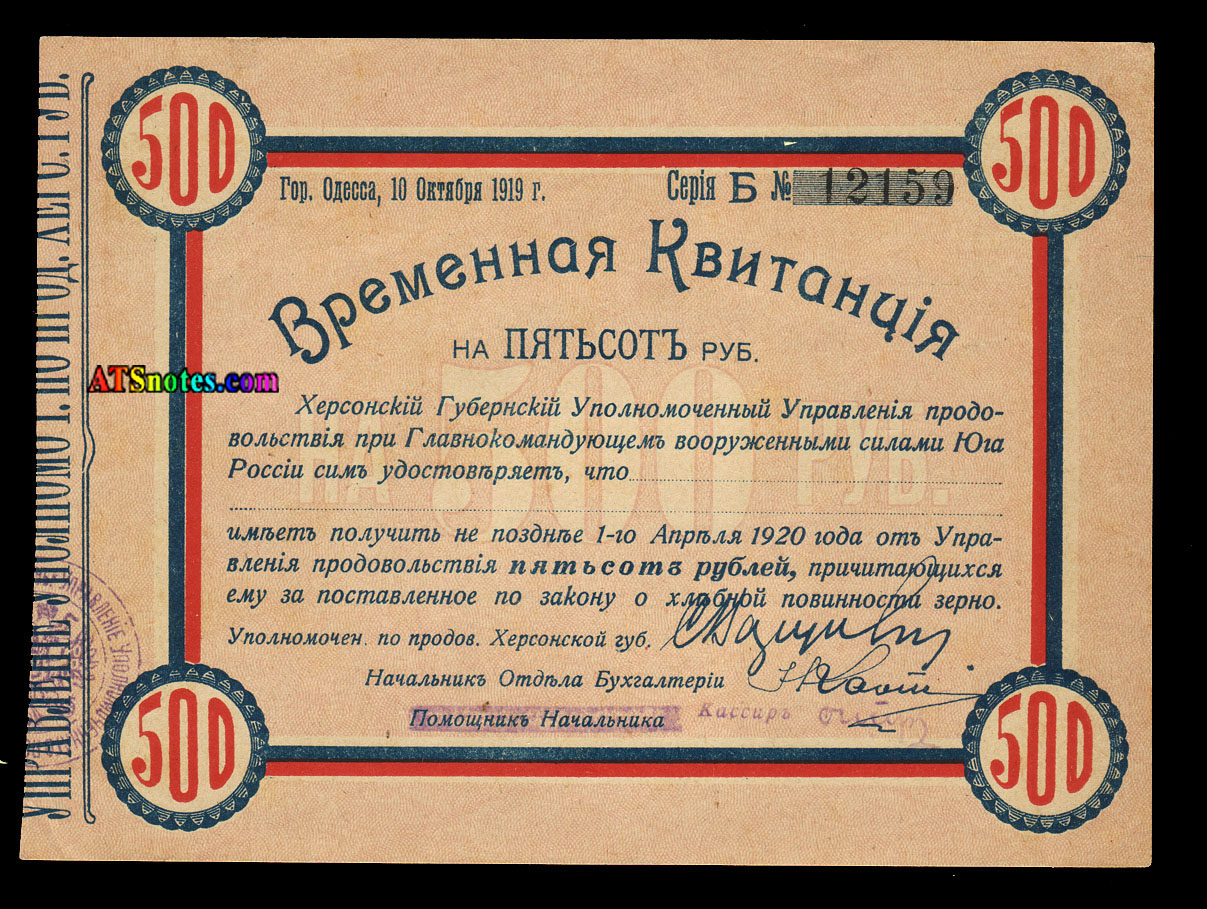 500
500
Гор. Одесса, 10 Октября 1919 г.
Серія Б № 12159
Временная Квитанція
НА ПЯТЬСОТЪ РУБ.
ATSnotes.com
НА 500 РУБ.
Херсонскій Губернскій Уполномоченный Управленія продо-
вольствія при Главнокомандующемъ вооруженными силами Юга
Россіи симъ удостовѣряетъ, что
имѣетъ получить не позднѣе 1-го Апрѣля 1920 года отъ Упра-
вленія продовольствія пятьсотъ рублей, причитающихся
ему за поставленное по закону о хлѣбной повинности зерно.
Уполномочен. по продов. Херсонской губ.
Начальникъ Отдѣла Бухгалтеріи
Помощникъ Начальника Кассиръ
500
500